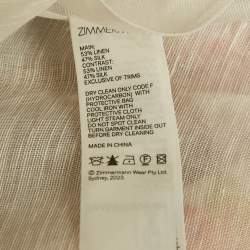 ZIMMERM
MAIN:
53% LINEN
47% SILK
CONTRAST:
53% LINEN
47% SILK
EXCLUSIVE OF TRIMS
DRY CLEAN ONLY CODE F
(HYDROCARBON) WITH
PROTECTIVE BAG
COOL IRON WITH
PROTECTIVE CLOTH
LIGHT STEAM ONLY
DO NOT SPOT CLEAN
TURN GARMENT INSIDE OUT
BEFORE DRY CLEANING
MADE IN CHINA
© Zimmermann Wear Pty Ltd.
Sydney, 2023.